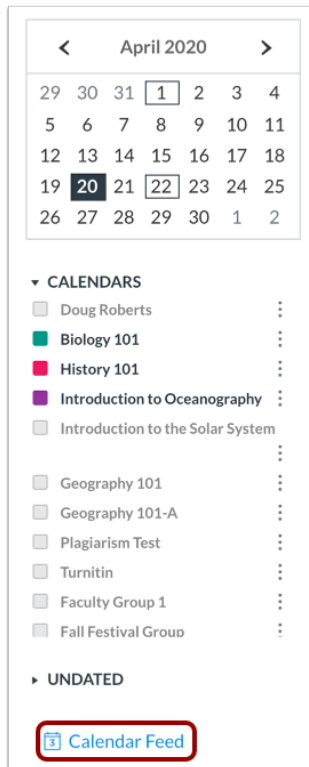 April 2020
29 30 31 1 2 3 4
5 6 7 8 9 10 11
12 13 14 15 16 17 18
19 20 21 22 23 24 25
26 27 28 29 30 1 2
CALENDARS
Doug Roberts
Biology 101
History 101
Introduction to Oceanography
Introduction to the Solar System
Geography 101
Geography 101-A
Plagiarism Test
Turnitin
Faculty Group 1
Fall Festival Group
UNDATED
3 Calendar Feed